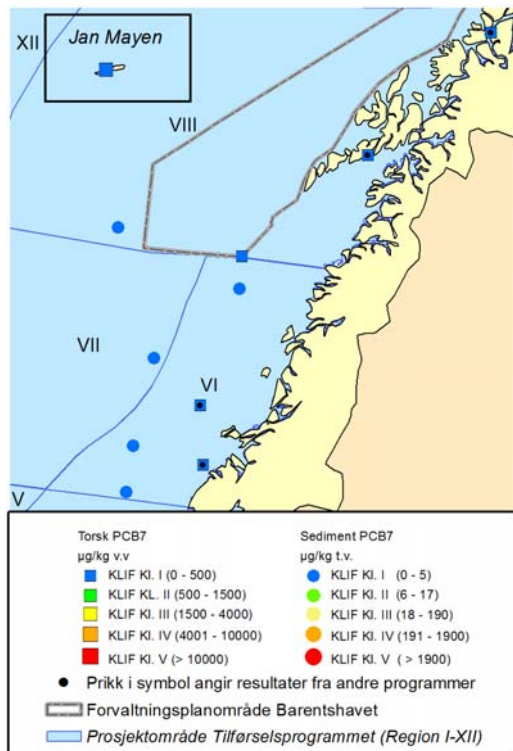 XII
Jan Mayen
VIII
VII
VI
V
Torsk PCB7
µg/kg v.v
KLIF Kl. I (0 - 500)
KLIF KL. II (500 - 1500)
KLIF Kl. III (1500 - 4000)
KLIF Kl. IV (4001 - 10000)
KLIF Kl. V (> 10000)
Sediment PCB7
µg/kg t.v.
KLIF Kl. I (0 - 5)
KLIF Kl. II (6 - 17)
KLIF Kl. III (18 - 190)
KLIF Kl. IV (191 - 1900)
KLIF Kl. V ( > 1900)
Prikk i symbol angir resultater fra andre programmer
Forvaltningsplanområde Barentshavet
Prosjektområde Tilførselsprogrammet (Region I-XII)